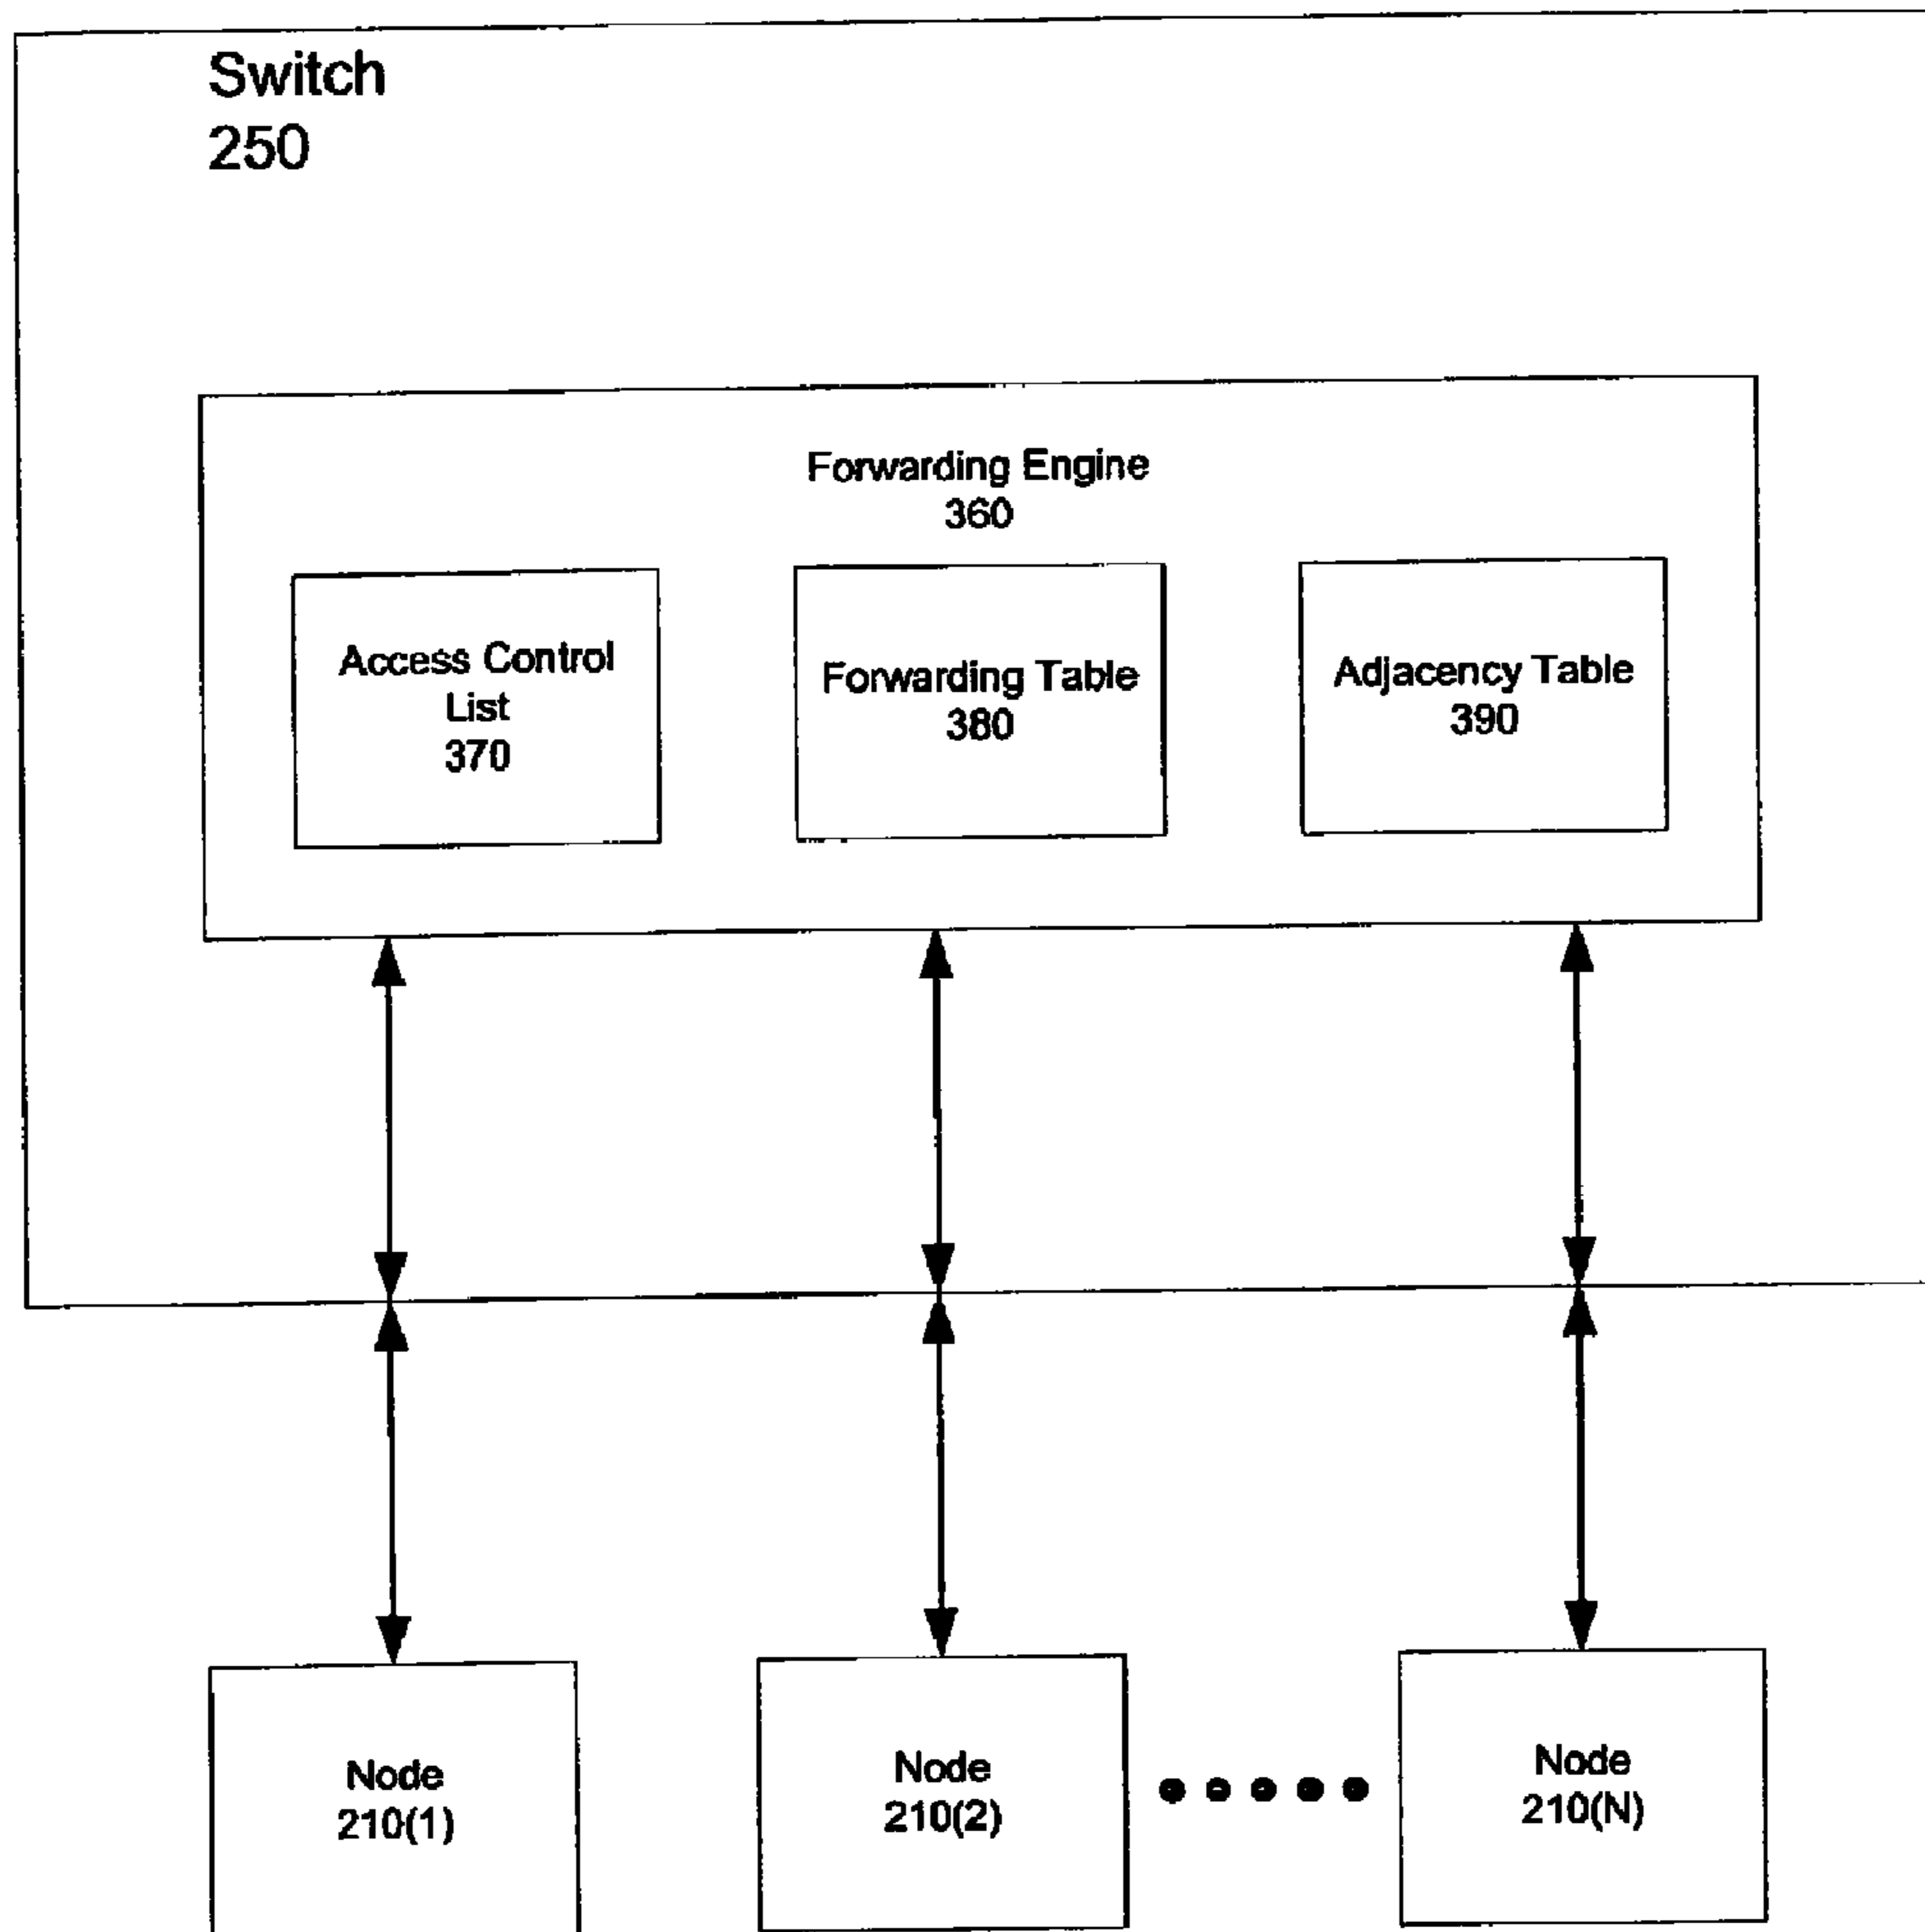 Switch
250
Forwarding Engine
360
Access Control
List
370
Forwarding Table
380
Adjacency Table
390
Node
210(1)
Node
210(2)
Node
210(N)